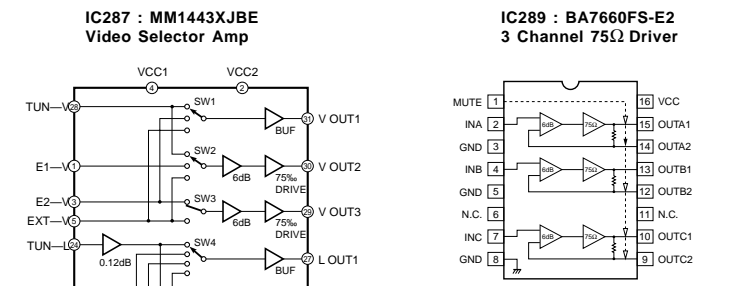 IC287 : MM1443XJBE
Video Selector Amp
VCC1
VCC2
4
2
TUN—V 28
SW1
BUF
31 V OUT1
E1—V 1
SW2
6dB
75‰
DRIVE
30 V OUT2
E2—V 3
SW3
6dB
75‰
DRIVE
29 V OUT3
EXT—V 5
TUN—L 24
0.12dB
SW4
BUF
27 L OUT1
IC289 : BA7660FS-E2
3 Channel 75Ω Driver
MUTE 1
16 VCC
INA 2
6dB
75Ω
15 OUTA1
GND 3
14 OUTA2
INB 4
6dB
75Ω
13 OUTB1
GND 5
12 OUTB2
N.C. 6
11 N.C.
INC 7
6dB
75Ω
10 OUTC1
GND 8
9 OUTC2